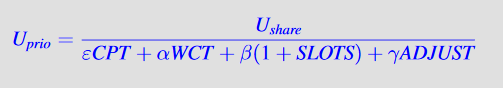 U_prio = U_share / (εCPT + αWCT + β(1 + SLOTS) + γADJUST)